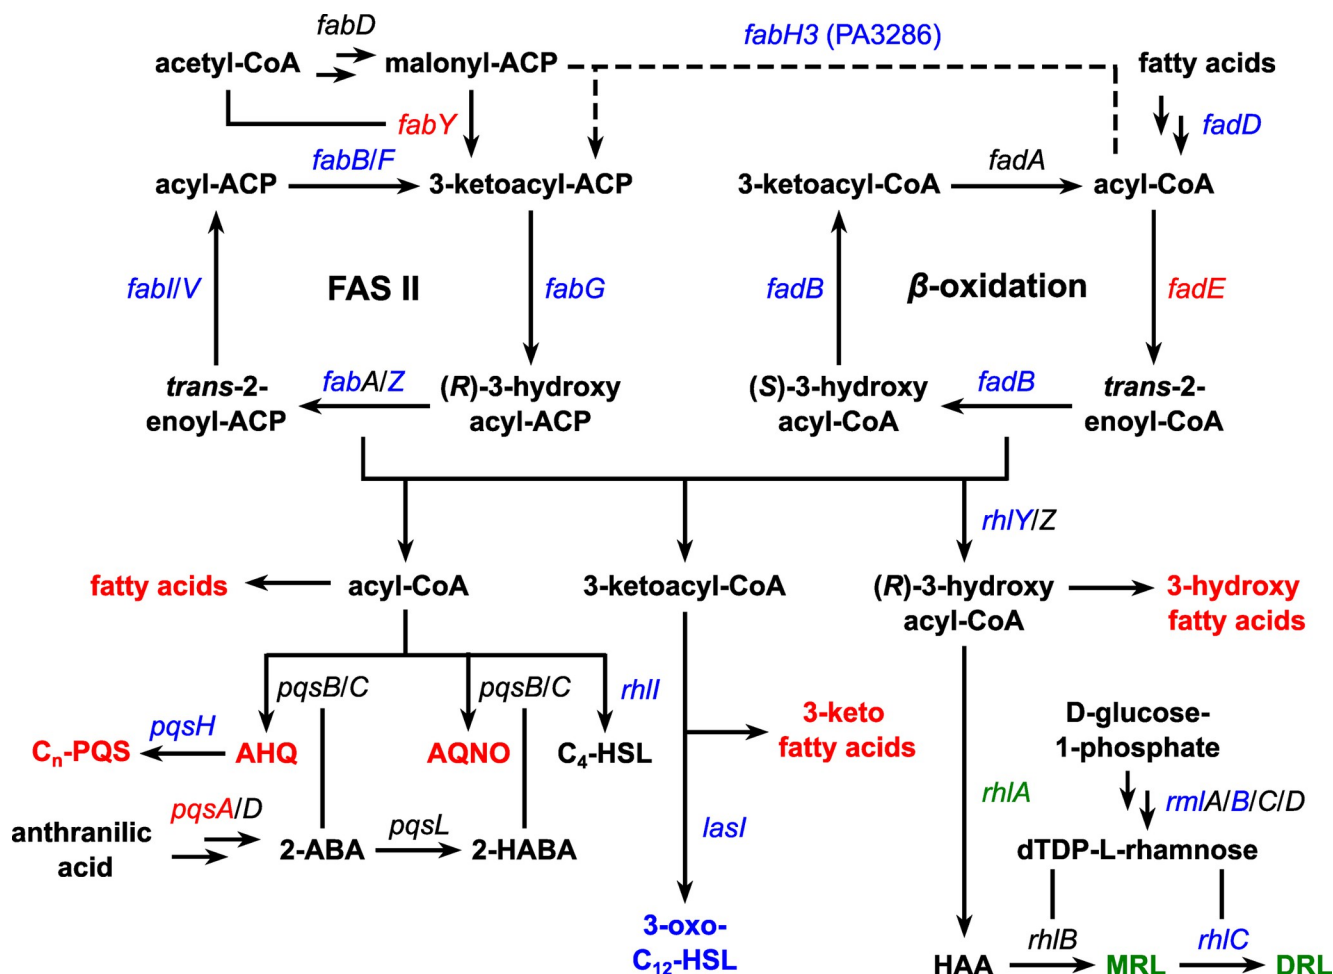 fabD
fabH3 (PA3286)
acetyl-CoA
malonyl-ACP
fatty acids
fabY
fadD
fabB/F
fadA
acyl-ACP
3-ketoacyl-ACP
3-ketoacyl-CoA
acyl-CoA
fabI/V
FAS II
fabG
fadB
β-oxidation
fadE
trans-2-
enoyl-ACP
fabA/Z
(R)-3-hydroxy
acyl-ACP
(S)-3-hydroxy
acyl-CoA
fadB
trans-2-
enoyl-CoA
rhlY/Z
fatty acids
acyl-CoA
3-ketoacyl-CoA
(R)-3-hydroxy
acyl-CoA
3-hydroxy
fatty acids
pqsB/C
pqsB/C
rhlI
Cn-PQS
pqsH
AHQ
AQNO
C4-HSL
3-keto
fatty acids
D-glucose-
1-phosphate
rhlA
rmlA/B/C/D
pqsA/D
anthranilic
acid
2-ABA
pqsL
2-HABA
lasI
dTDP-L-rhamnose
3-oxo-
C12-HSL
HAA
rhlB
MRL
rhlC
DRL